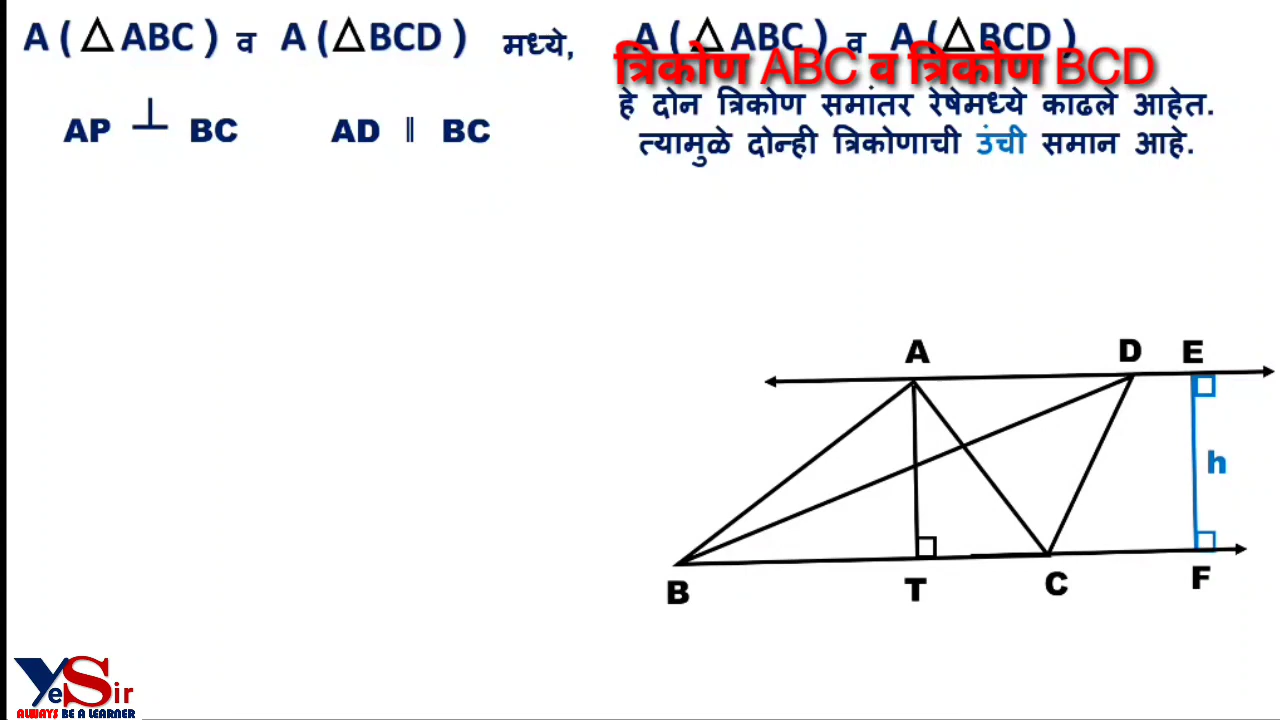 A ( △ ABC ) व A (△BCD ) मध्ये,
AP ⊥ BC AD ∥ BC
A ( △ ABC ) व A (△BCD )
त्रिकोण ABC व त्रिकोण BCD
हे दोन त्रिकोण समांतर रेषेमध्ये काढले आहेत.
त्यामुळे दोन्ही त्रिकोणाची उंची समान आहे.
A D E
h
B T C F
YeSir
ALWAYS BE A LEARNER